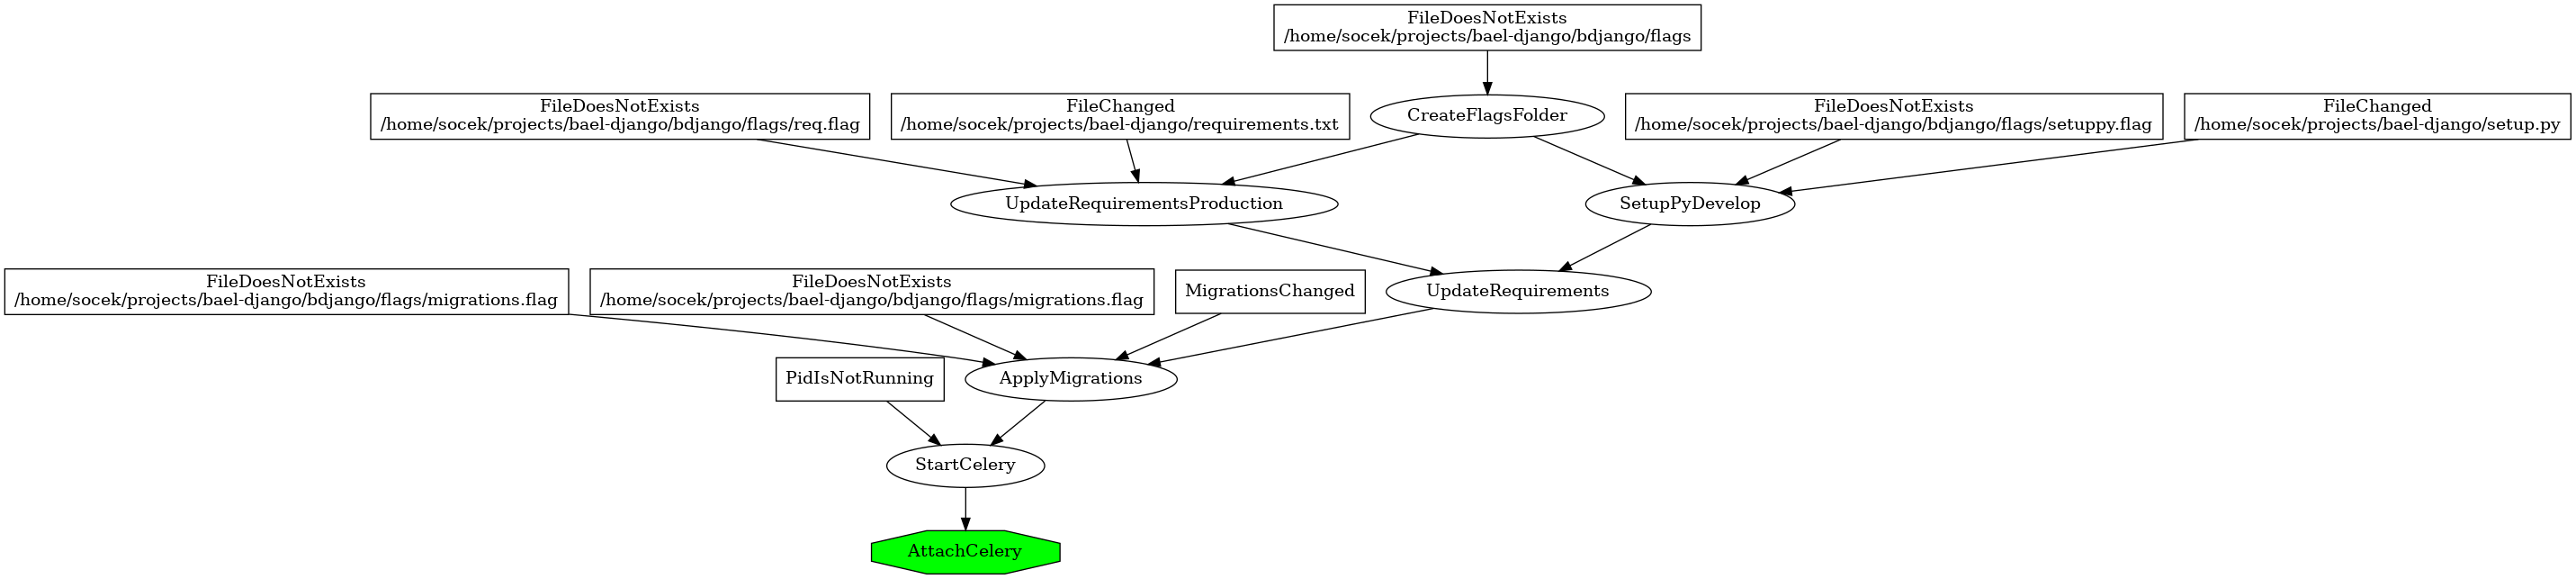 FileDoesNotExists
/home/socek/projects/bael-django/bdjango/flags
FileDoesNotExists
/home/socek/projects/bael-django/bdjango/flags/req.flag
FileChanged
/home/socek/projects/bael-django/requirements.txt
CreateFlagsFolder
FileDoesNotExists
/home/socek/projects/bael-django/bdjango/flags/setuppy.flag
FileChanged
/home/socek/projects/bael-django/setup.py
UpdateRequirementsProduction
SetupPyDevelop
FileDoesNotExists
/home/socek/projects/bael-django/bdjango/flags/migrations.flag
FileDoesNotExists
/home/socek/projects/bael-django/bdjango/flags/migrations.flag
MigrationsChanged
UpdateRequirements
PidIsNotRunning
ApplyMigrations
StartCelery
AttachCelery